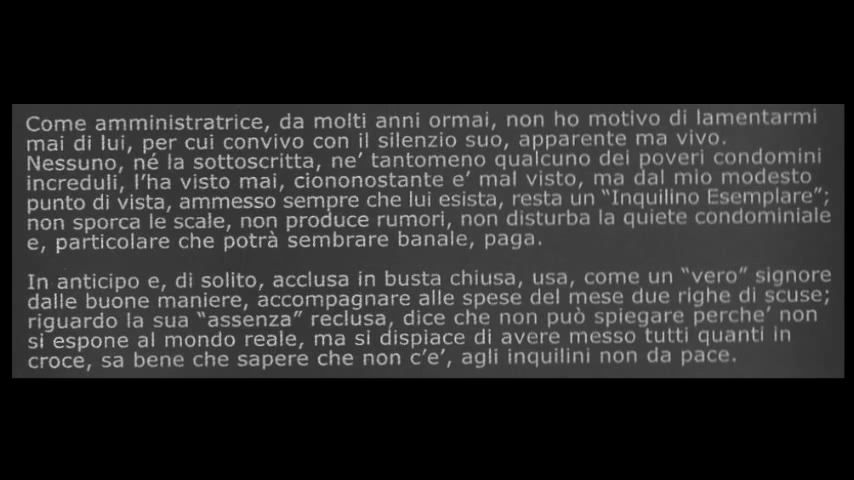 Come amministratrice, da molti anni ormai, non ho motivo di lamentarmi
mai di lui, per cui convivo con il silenzio suo, apparente ma vivo.
Nessuno, né la sottoscritta, ne' tantomeno qualcuno dei poveri condomini
increduli, l'ha visto mai, ciononostante e' mal visto, ma dal mio modesto
punto di vista, ammesso sempre che lui esista, resta un "Inquilino Esemplare";
non sporca le scale, non produce rumori, non disturba la quiete condominiale
e, particolare che potrà sembrare banale, paga.
In anticipo e, di solito, acclusa in busta chiusa, usa, come un "vero" signore
dalle buone maniere, accompagnare alle spese del mese due righe di scuse;
riguardo la sua "assenza" reclusa, dice che non può spiegare perche' non
si espone al mondo reale, ma si dispiace di avere messo tutti quanti in
croce, sa bene che sapere che non c'e', agli inquilini non da pace.